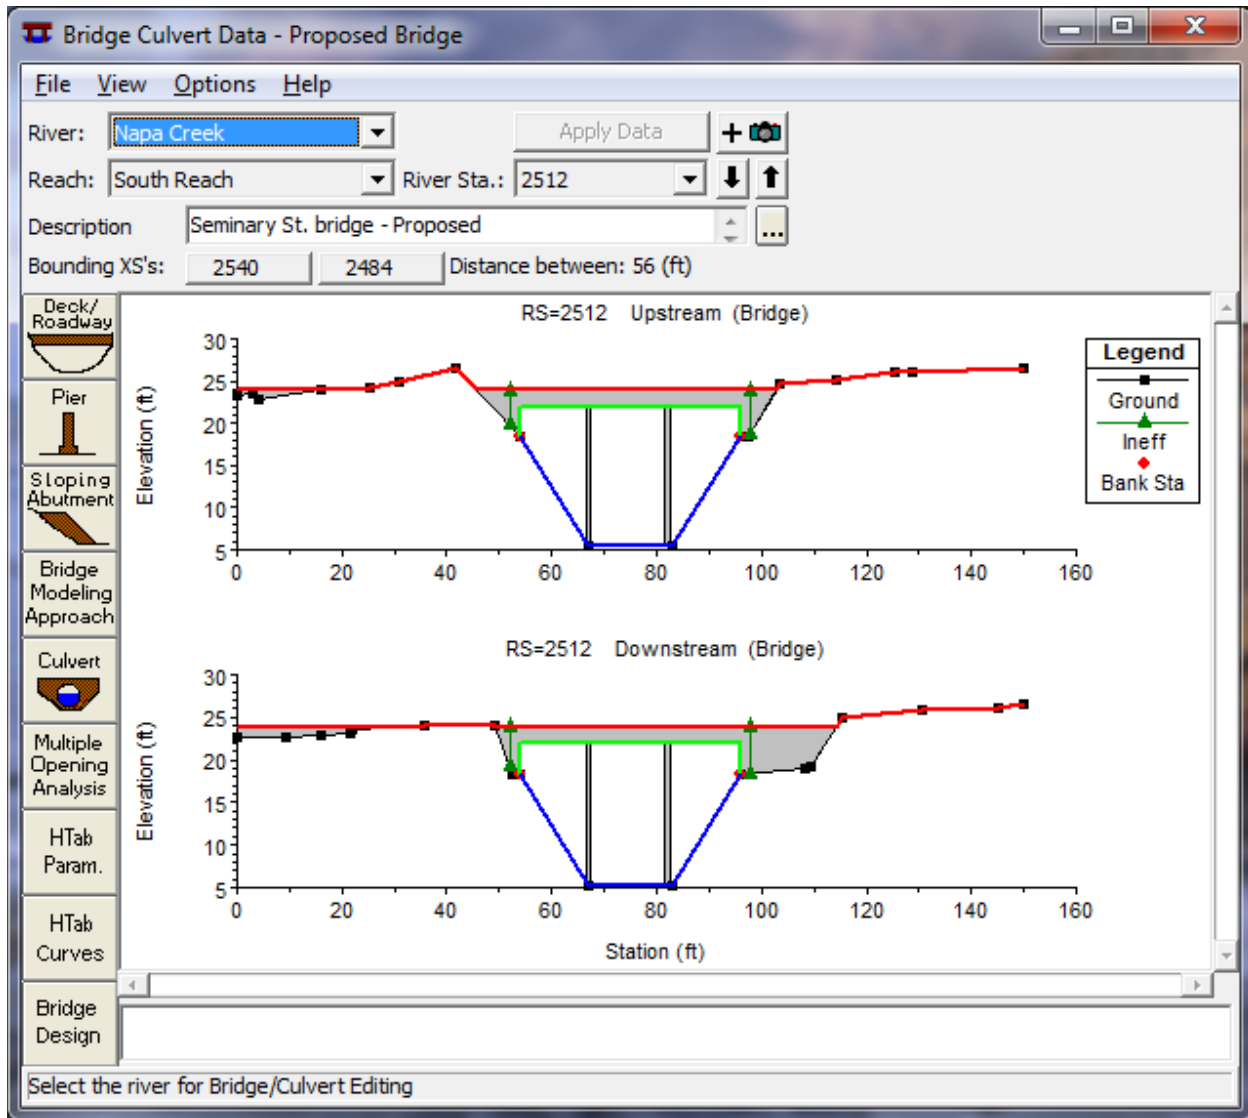 Bridge Culvert Data - Proposed Bridge
File View Options Help
River: Napa Creek Apply Data +
Reach: South Reach River Sta.: 2512
Description Seminary St. bridge - Proposed ...
Bounding XS's: 2540 2484 Distance between: 56 (ft)
Deck/
Roadway
Pier
Sloping
Abutment
Bridge
Modeling
Approach
Culvert
Multiple
Opening
Analysis
HTab
Param.
HTab
Curves
Bridge
Design
RS=2512 Upstream (Bridge)
30
25
20
15
10
5
Elevation (ft)
0 20 40 60 80 100 120 140 160
Legend
Ground
Ineff
Bank Sta
RS=2512 Downstream (Bridge)
30
25
20
15
10
5
Elevation (ft)
0 20 40 60 80 100 120 140 160
Station (ft)
Select the river for Bridge/Culvert Editing